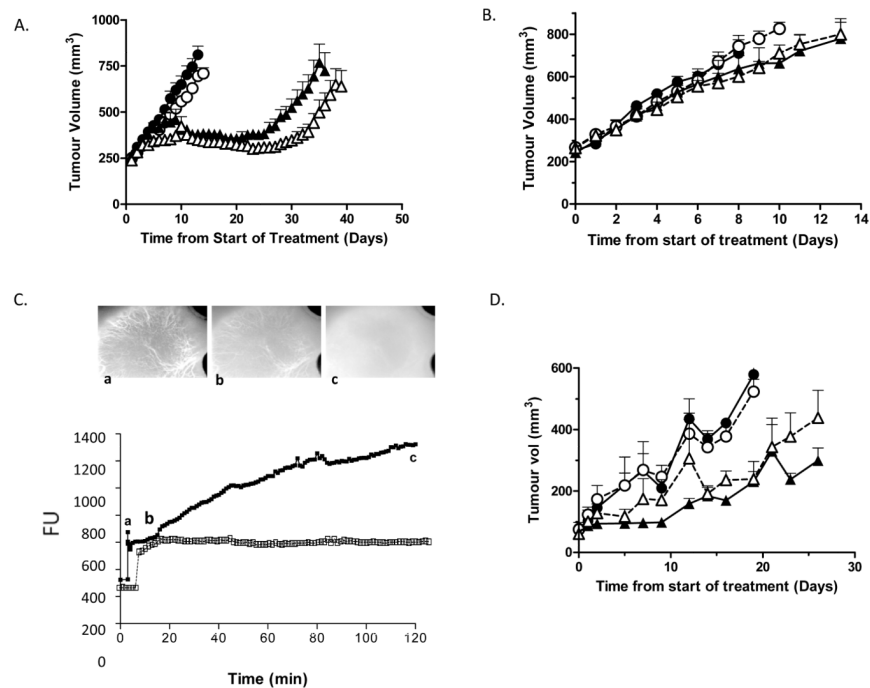 A.
Tumour Volume (mm³)
1000
750
500
250
0
0 10 20 30 40 50
Time from Start of Treatment (Days)
B.
Tumour Volume (mm³)
800
600
400
200
0
0 2 4 6 8 10 12 14
Time from start of treatment (Days)
C.
a b c
FU
1400
1200
1000
800
600
400
200
0
a b c
0 20 40 60 80 100 120
Time (min)
D.
Tumour vol (mm³)
600
400
200
0
0 10 20 30
Time from start of treatment (Days)